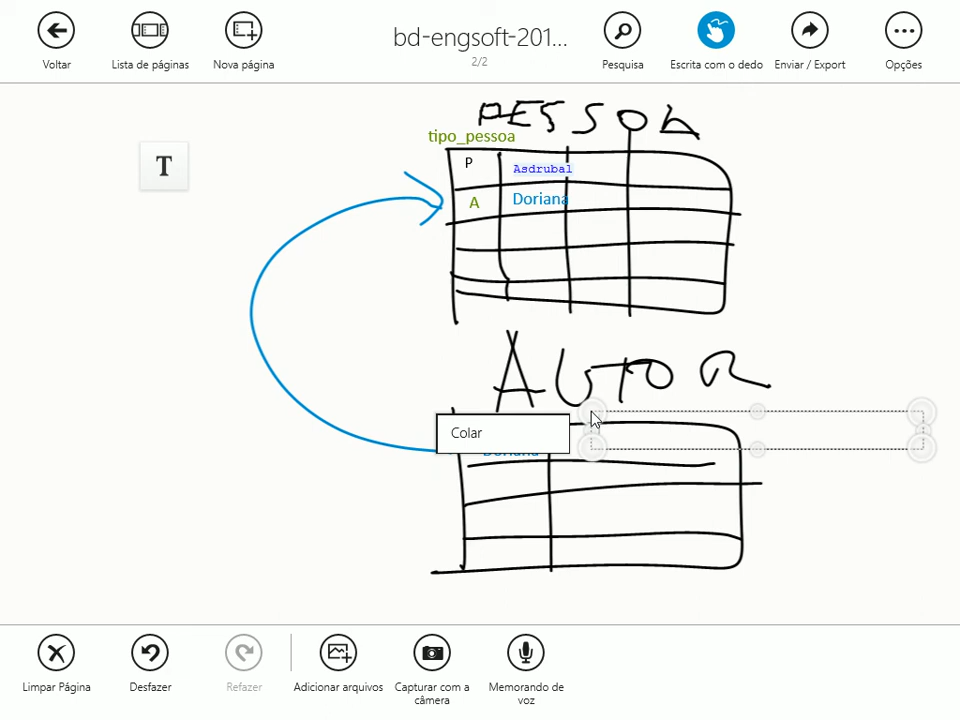 bd-engsoft-201...
2/2
Voltar
Lista de páginas
Nova página
Pesquisa
Escrita com o dedo
Enviar / Export
Opções
T
PESSOA
tipo_pessoa
P Asdrubal
A Doriana
AUTOR
Colar
Doriana
Limpar Página
Desfazer
Refazer
Adicionar arquivos
Capturar com a
câmera
Memorando de
voz